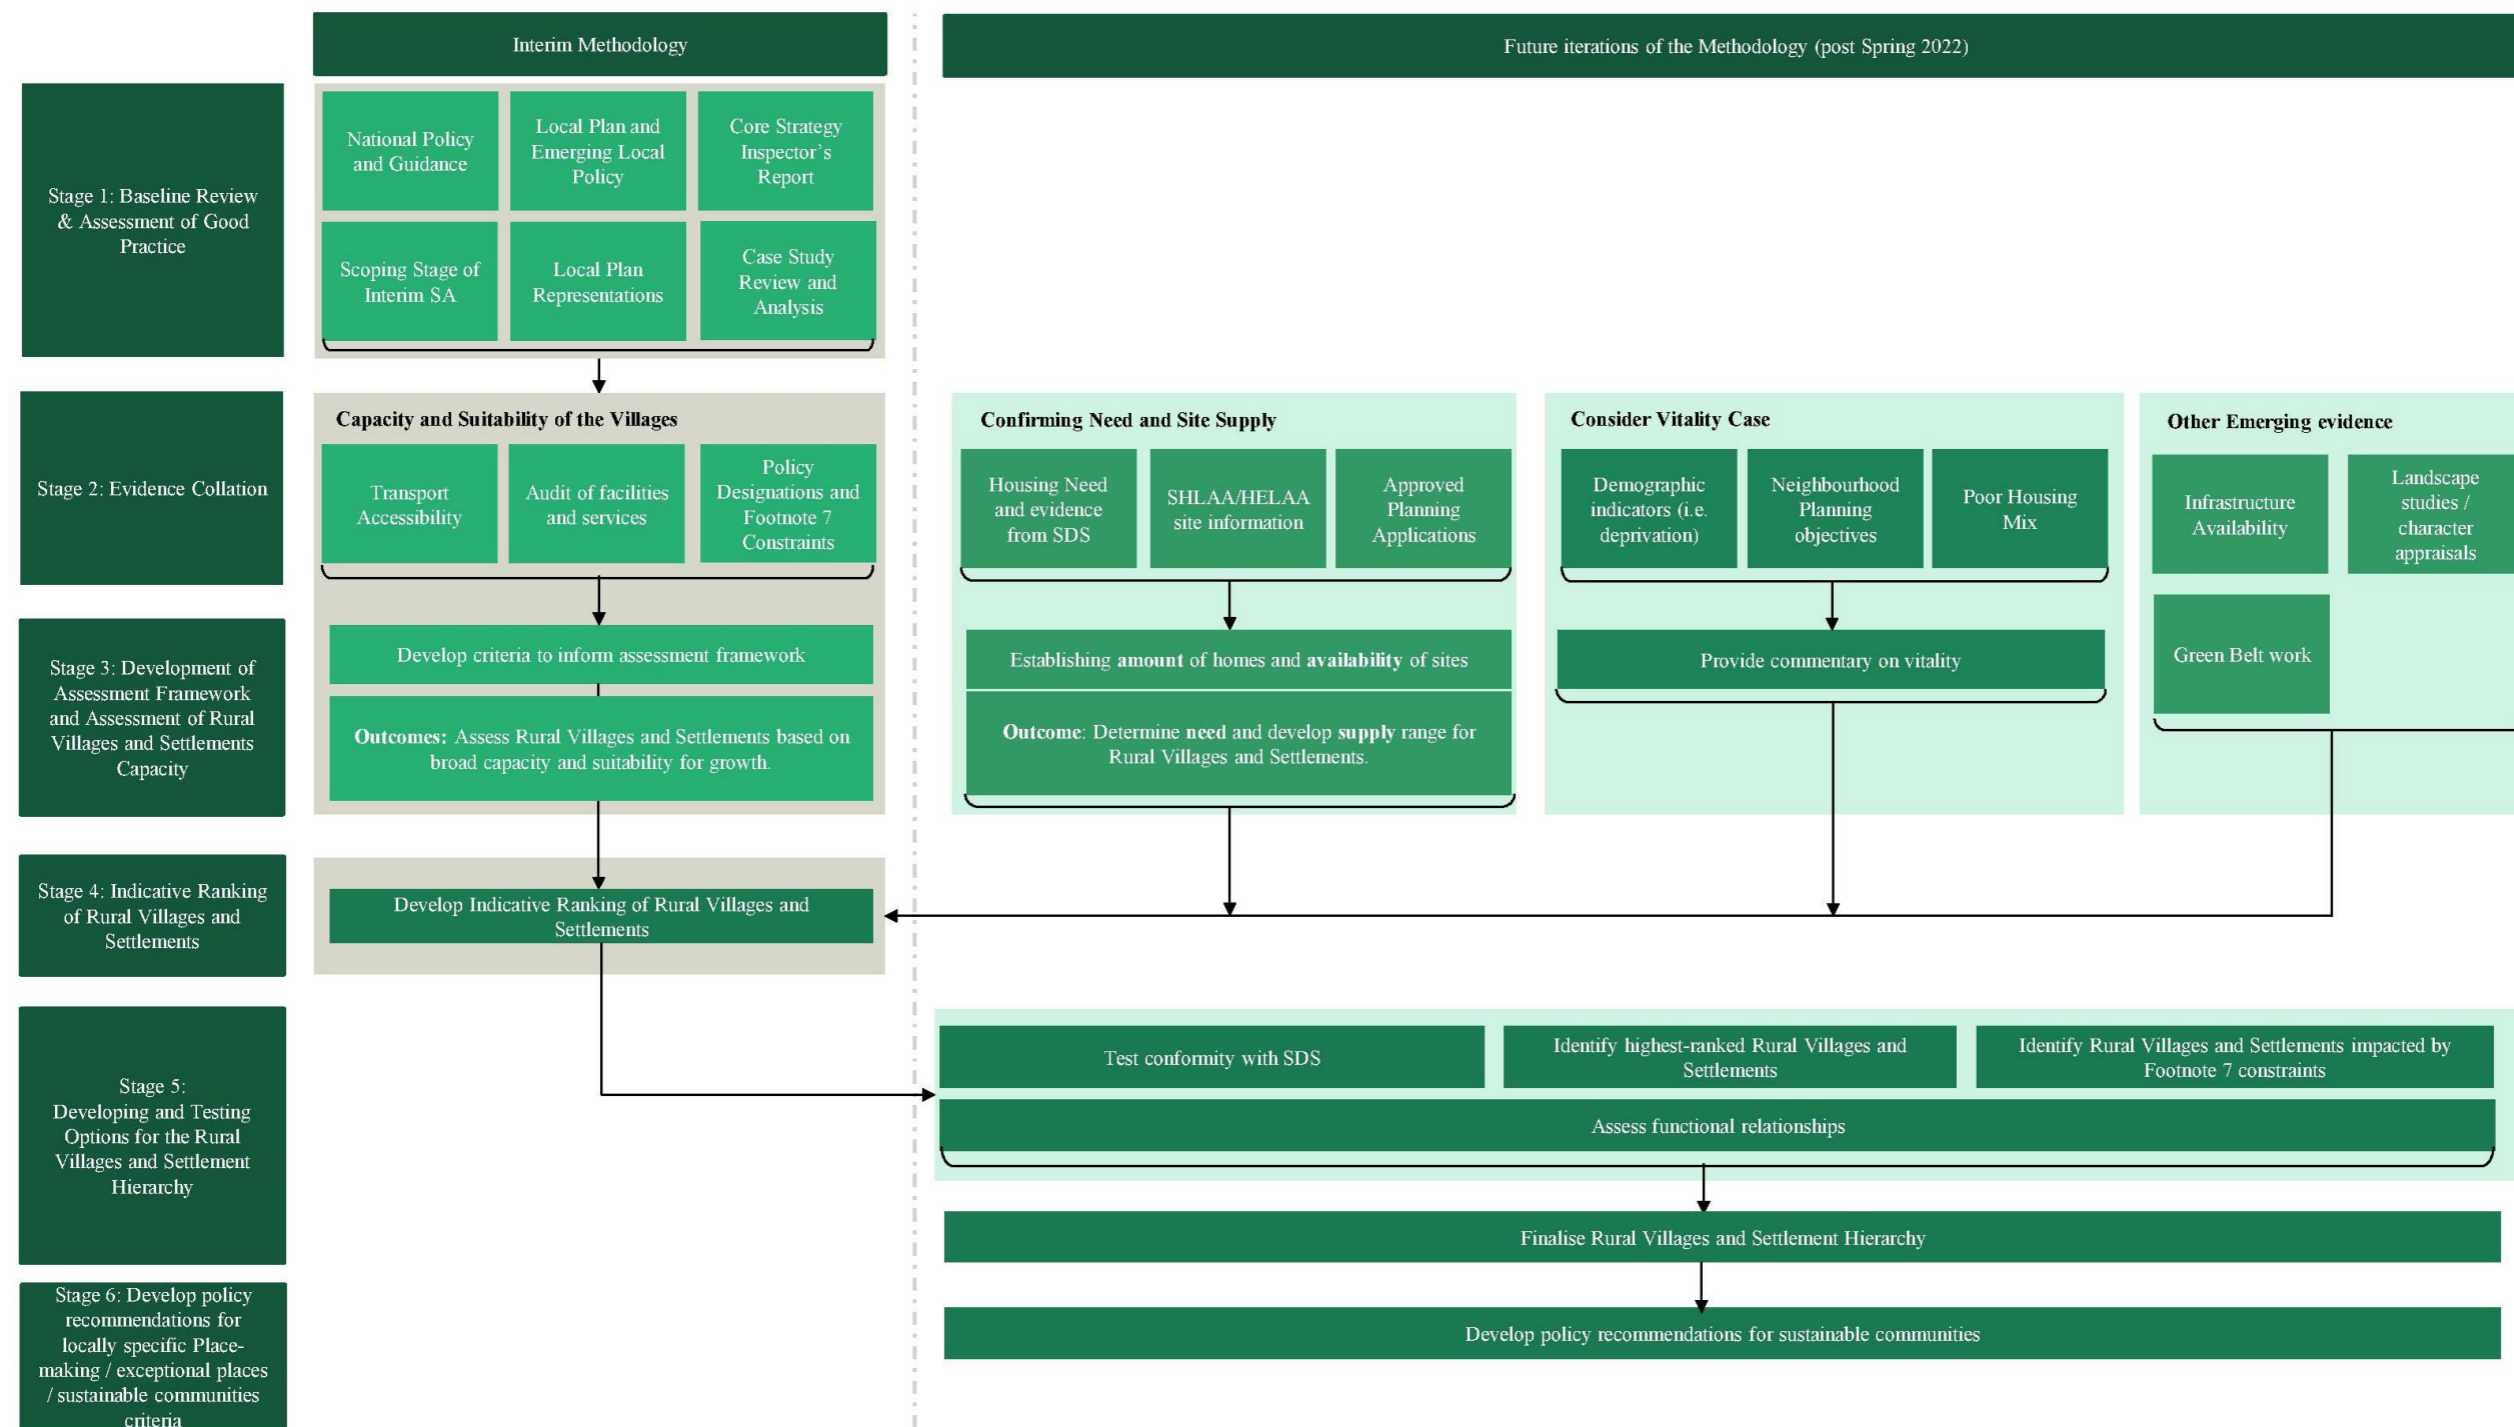 Interim Methodology
Future iterations of the Methodology (post Spring 2022)
Stage 1: Baseline Review
& Assessment of Good
Practice
National Policy
and Guidance
Local Plan and
Emerging Local
Policy
Core Strategy
Inspector's
Report
Scoping Stage of
Interim SA
Local Plan
Representations
Case Study
Review and
Analysis
Stage 2: Evidence Collation
Capacity and Suitability of the Villages
Transport
Accessibility
Audit of facilities
and services
Policy
Designations and
Footnote 7
Constraints
Confirming Need and Site Supply
Housing Need
and evidence
from SDS
SHLAA/HELAA
site information
Approved
Planning
Applications
Consider Vitality Case
Demographic
indicators (i.e.
deprivation)
Neighbourhood
Planning
objectives
Poor Housing
Mix
Other Emerging evidence
Infrastructure
Availability
Landscape
studies /
character
appraisals
Green Belt work
Stage 3: Development of
Assessment Framework
and Assessment of Rural
Villages and Settlements
Capacity
Develop criteria to inform assessment framework
Outcomes: Assess Rural Villages and Settlements based on
broad capacity and suitability for growth.
Establishing amount of homes and availability of sites
Outcome: Determine need and develop supply range for
Rural Villages and Settlements.
Provide commentary on vitality
Stage 4: Indicative Ranking
of Rural Villages and
Settlements
Develop Indicative Ranking of Rural Villages and
Settlements
Stage 5:
Developing and Testing
Options for the Rural
Villages and Settlement
Hierarchy
Test conformity with SDS
Identify highest-ranked Rural Villages and
Settlements
Identify Rural Villages and Settlements impacted by
Footnote 7 constraints
Assess functional relationships
Finalise Rural Villages and Settlement Hierarchy
Stage 6: Develop policy
recommendations for
locally specific Place-
making / exceptional places
/ sustainable communities
criteria
Develop policy recommendations for sustainable communities